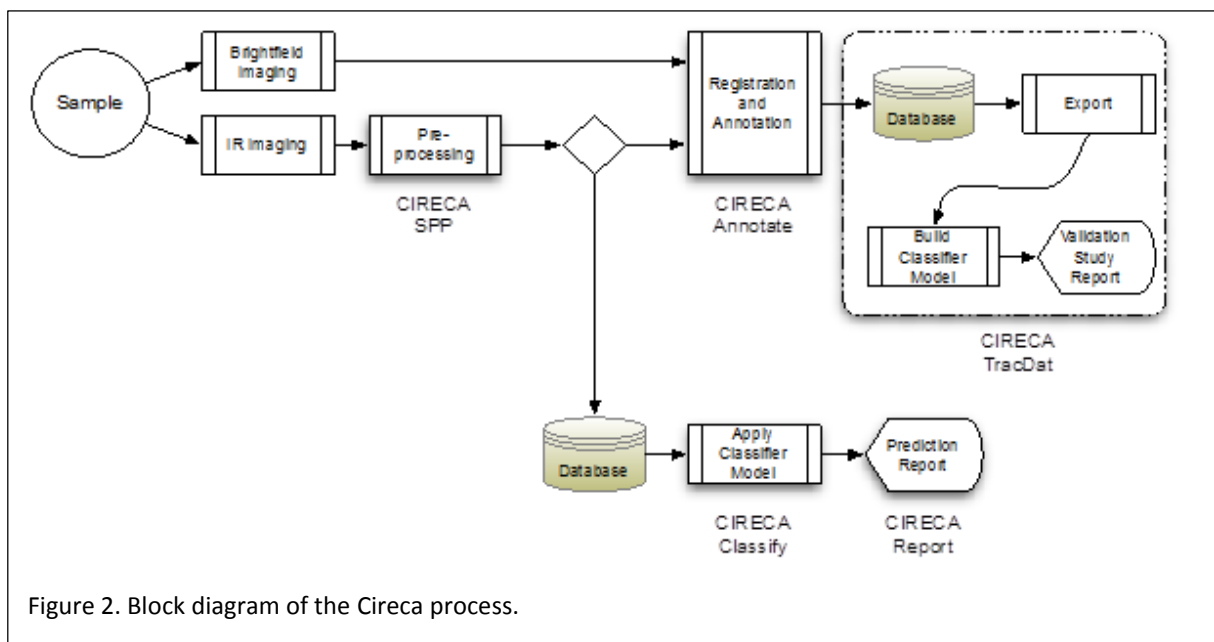 Sample
Brightfield
Imaging
IR Imaging
Pre-
processing
CIRECA
SPP
Registration
and
Annotation
CIRECA
Annotate
Database
Export
Build
Classifier
Model
Validation
Study
Report
CIRECA
TracDat
Database
Apply
Classifier
Model
CIRECA
Classify
Prediction
Report
CIRECA
Report
Figure 2. Block diagram of the Cireca process.